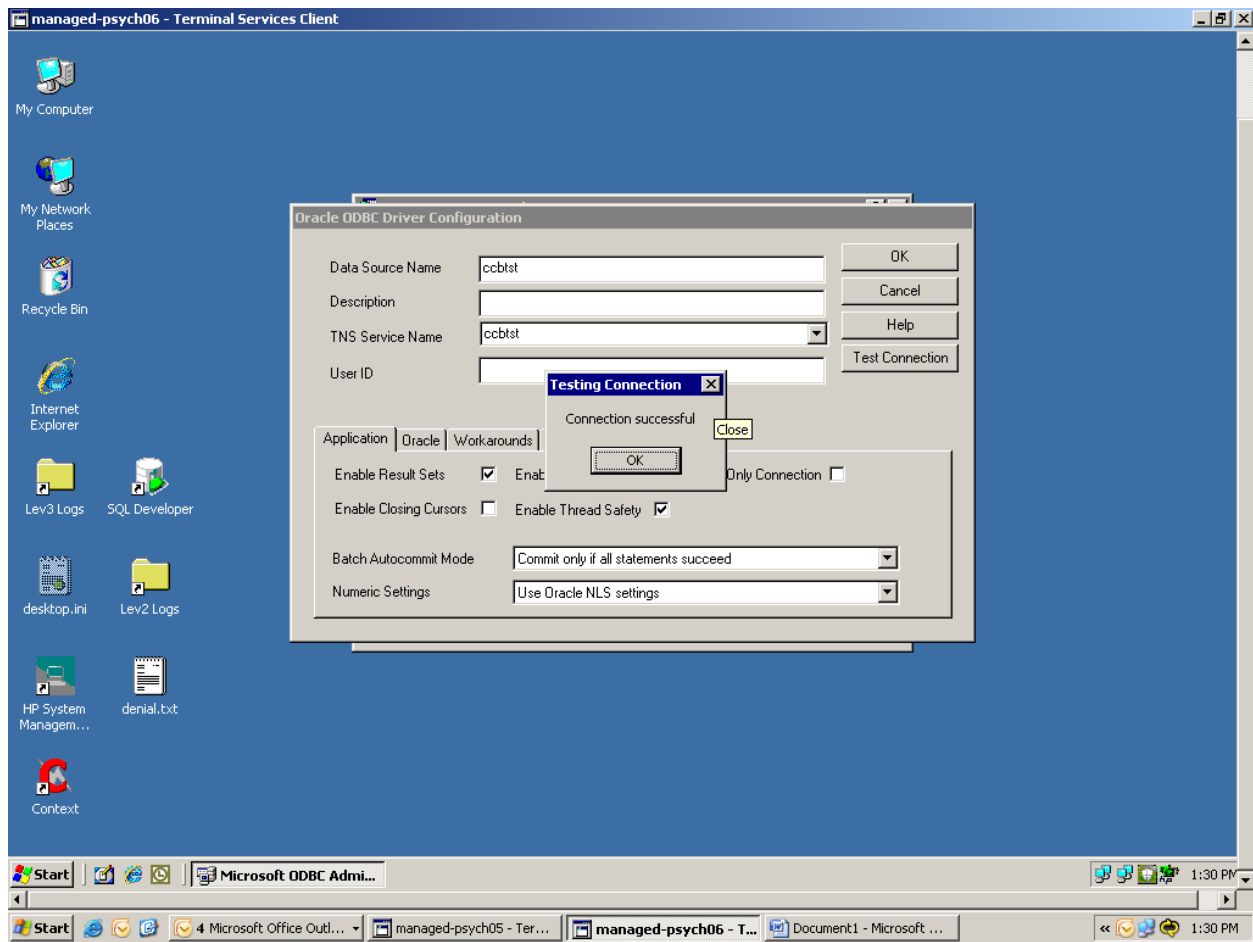 managed-psych06 - Terminal Services Client
My Computer
My Network
Places
Recycle Bin
Internet
Explorer
Lev3 Logs
SQL Developer
desktop.ini
Lev2 Logs
HP System
Managem...
denial.txt
Context
Oracle ODBC Driver Configuration
Data Source Name
ccbtst
OK
Description
Cancel
TNS Service Name
ccbtst
Help
User ID
Test Connection
Testing Connection
Connection successful
Close
OK
Application
Oracle
Workarounds
Enable Result Sets
Enab
Only Connection
Enable Closing Cursors
Enable Thread Safety
Batch Autocommit Mode
Commit only if all statements succeed
Numeric Settings
Use Oracle NLS settings
Start
Microsoft ODBC Admi...
1:30 PM
Start
4 Microsoft Office Outl...
managed-psych05 - Ter...
managed-psych06 - T...
Document1 - Microsoft ...
1:30 PM